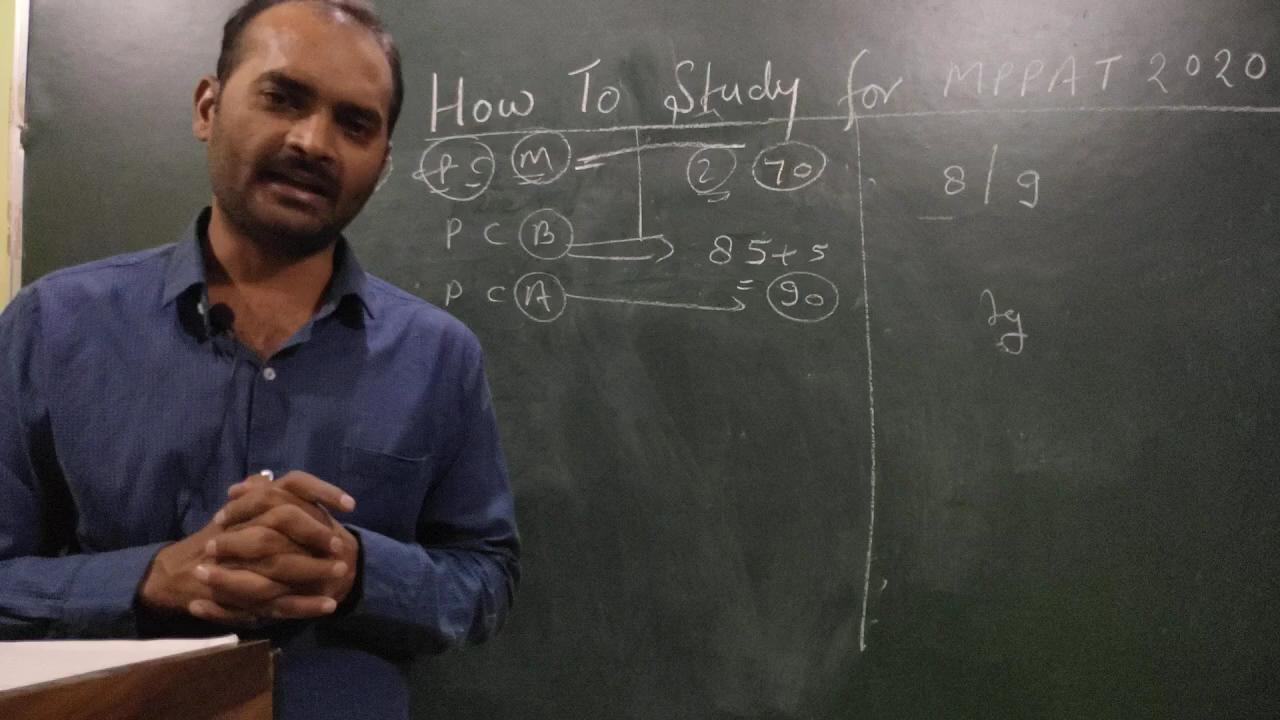 How To Study for MPPAT 2020
P C M = 2 70
8/9
P C B → 85+5
P C A → = 90